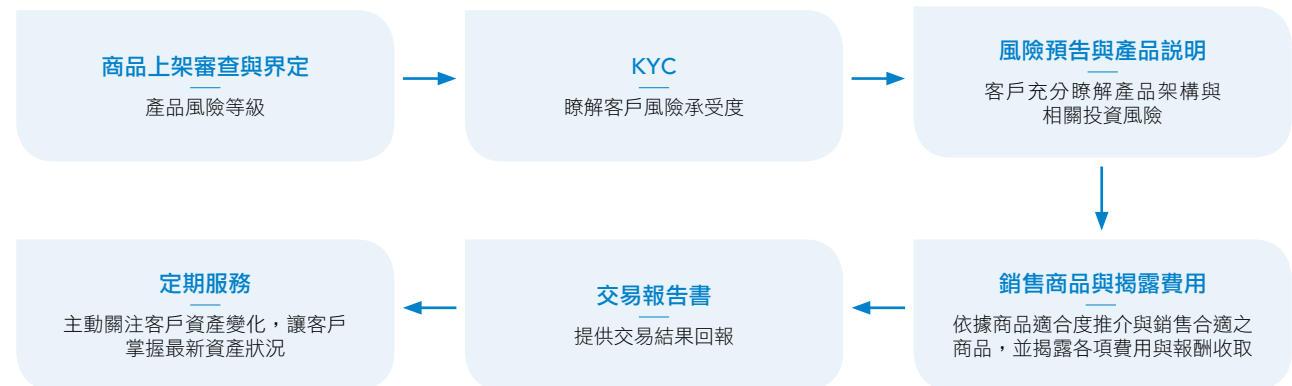 商品上架審查與界定
產品風險等級
KYC
瞭解客戶風險承受度
風險預告與產品説明
客戶充分瞭解產品架構與
相關投資風險
銷售商品與揭露費用
依據商品適合度推介與銷售合適之
商品，並揭露各項費用與報酬收取
交易報告書
提供交易結果回報
定期服務
主動關注客戶資產變化，讓客戶
掌握最新資產狀況